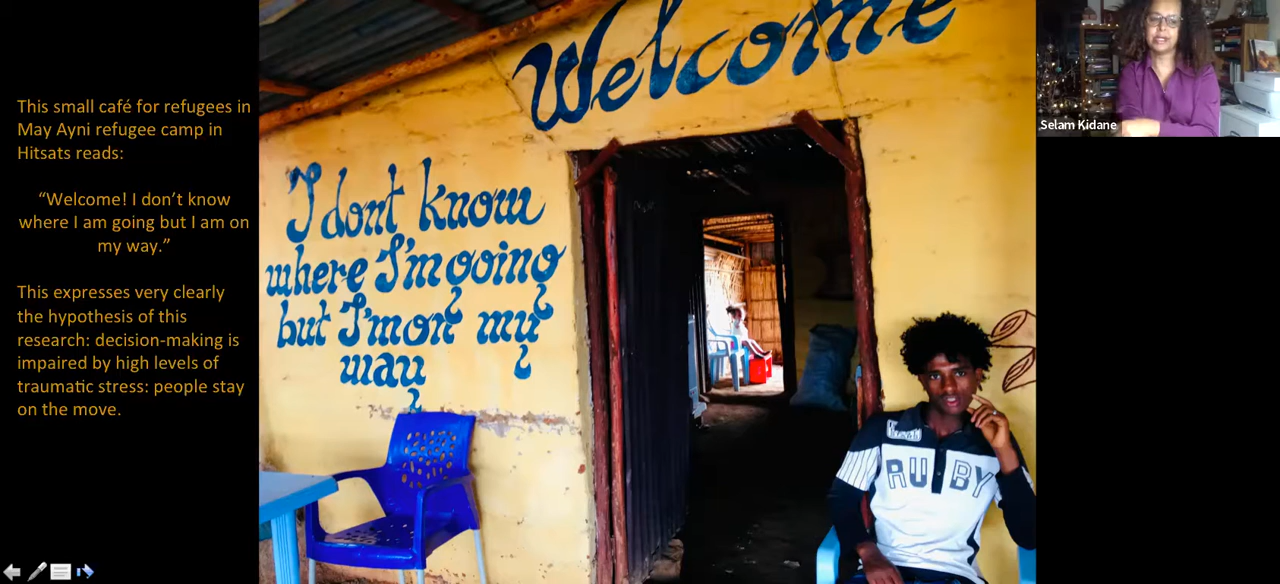 This small café for refugees in
May Ayni refugee camp in
Hitsats reads:
“Welcome! I don’t know
where I am going but I am on
my way.”
This expresses very clearly
the hypothesis of this
research: decision-making is
impaired by high levels of
traumatic stress: people stay
on the move.
Welcome
I dont know
where I'm going
but I'm on my
way
RUGBY
Selam Kidane